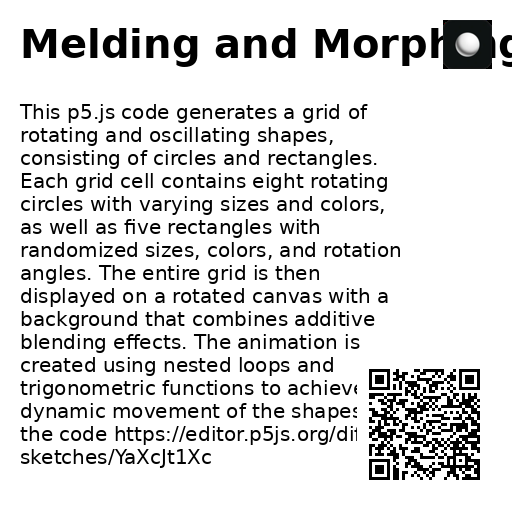 Melding and Morph
This p5.js code generates a grid of
rotating and oscillating shapes,
consisting of circles and rectangles.
Each grid cell contains eight rotating
circles with varying sizes and colors,
as well as five rectangles with
randomized sizes, colors, and rotation
angles. The entire grid is then
displayed on a rotated canvas with a
background that combines additive
blending effects. The animation is
created using nested loops and
trigonometric functions to achieve
dynamic movement of the shapes
the code https://editor.p5js.org/dif
sketches/YaXcJt1Xc